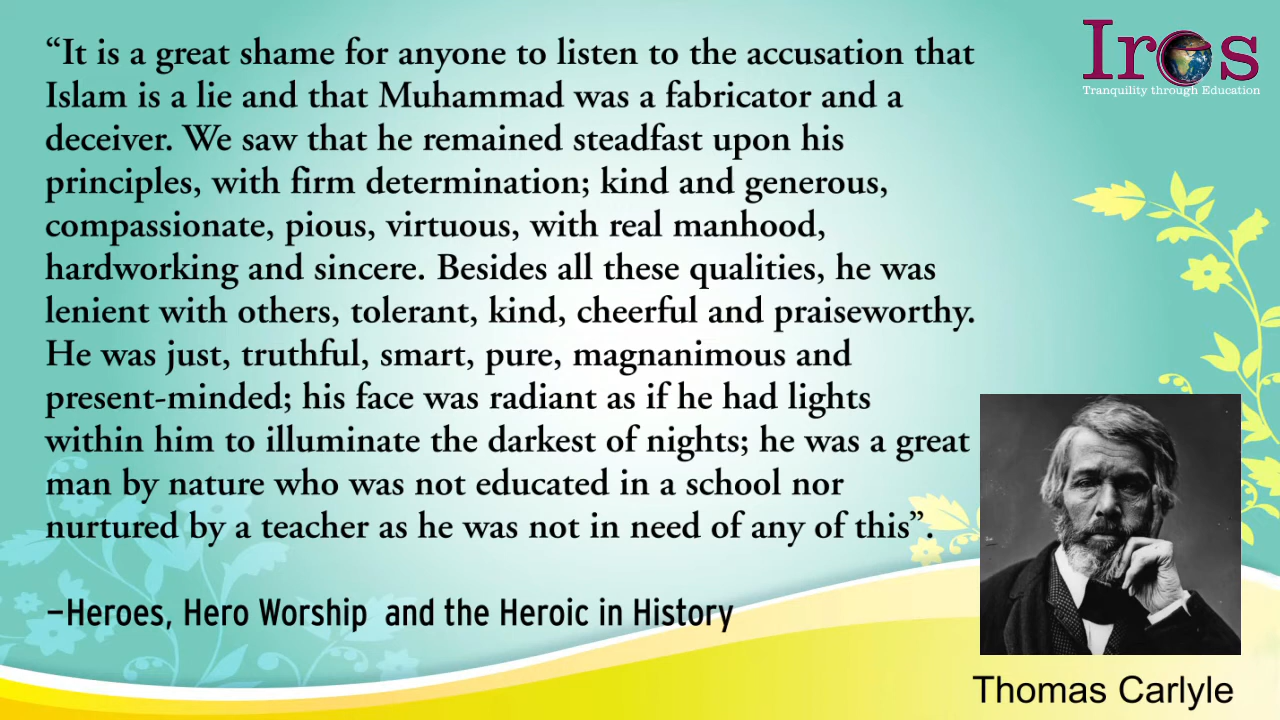 Iros
Tranquility through Education
“It is a great shame for anyone to listen to the accusation that
Islam is a lie and that Muhammad was a fabricator and a
deceiver. We saw that he remained steadfast upon his
principles, with firm determination; kind and generous,
compassionate, pious, virtuous, with real manhood,
hardworking and sincere. Besides all these qualities, he was
lenient with others, tolerant, kind, cheerful and praiseworthy.
He was just, truthful, smart, pure, magnanimous and
present-minded; his face was radiant as if he had lights
within him to illuminate the darkest of nights; he was a great
man by nature who was not educated in a school nor
nurtured by a teacher as he was not in need of any of this”.
–Heroes, Hero Worship  and the Heroic in History
Thomas Carlyle